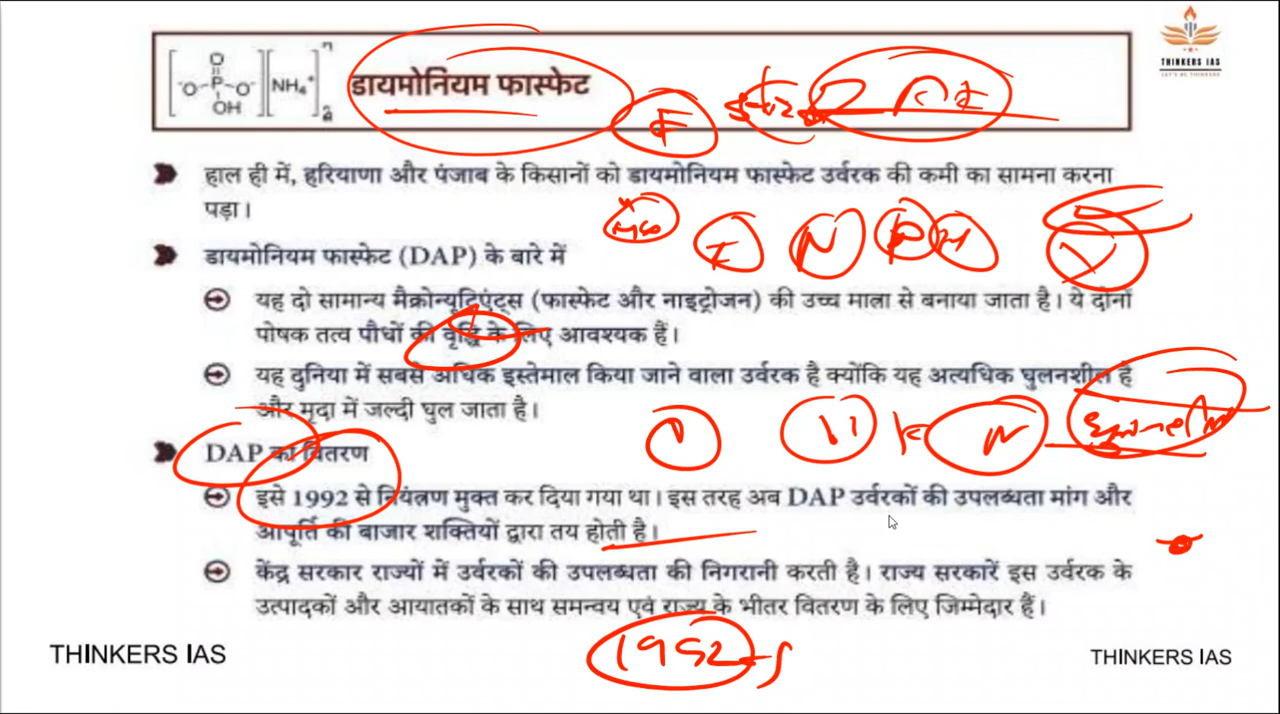 THINKERS IAS
LET'S BE THINKERS
डायमोनियम फास्फेट
हाल ही में, हरियाणा और पंजाब के किसानों को डायमोनियम फास्फेट उर्वरक की कमी का सामना करना
पड़ा।
डायमोनियम फास्फेट (DAP) के बारे में
यह दो सामान्य मैक्रोन्यूट्रिएंट्स (फास्फेट और नाइट्रोजन) की उच्च मात्रा से बनाया जाता है। ये दोनों
पोषक तत्व पौधों की वृद्धि के लिए आवश्यक हैं।
यह दुनिया में सबसे अधिक इस्तेमाल किया जाने वाला उर्वरक है क्योंकि यह अत्यधिक घुलनशील है
और मृदा में जल्दी घुल जाता है।
DAP का वितरण
इसे 1992 से नियंत्रण मुक्त कर दिया गया था। इस तरह अब DAP उर्वरकों की उपलब्धता मांग और
आपूर्ति की बाजार शक्तियों द्वारा तय होती है।
केंद्र सरकार राज्यों में उर्वरकों की उपलब्धता की निगरानी करती है। राज्य सरकारें इस उर्वरक के
उत्पादकों और आयातकों के साथ समन्वय एवं राज्य के भीतर वितरण के लिए जिम्मेदार हैं।
THINKERS IAS
THINKERS IAS